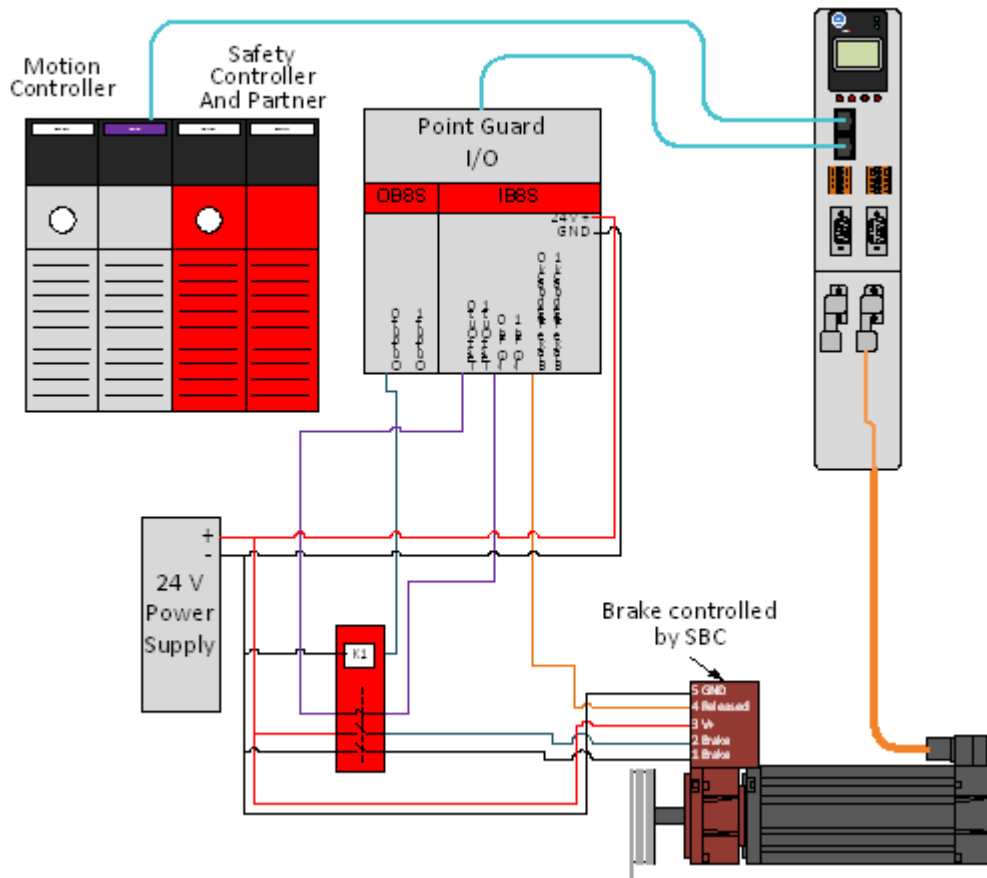 Motion
Controller
Safety
Controller
And Partner
Point Guard
I/O
OB8S
IB8S
24V +
GND
+
-
24 V
Power
Supply
K1
Brake controlled
by SBC
5 GND
4 Released
3 V+
2 Brake
1 Brake